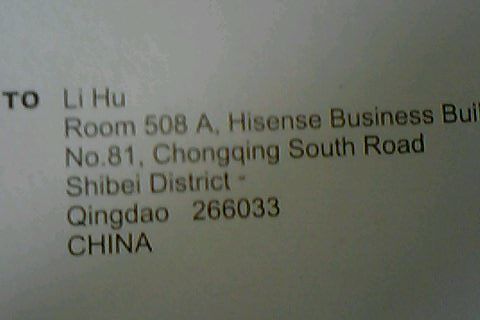 TO Li Hu
Room 508 A, Hisense Business
No.81, Chongqing South Road
Shibei District -
Qingdao 266033
CHINA